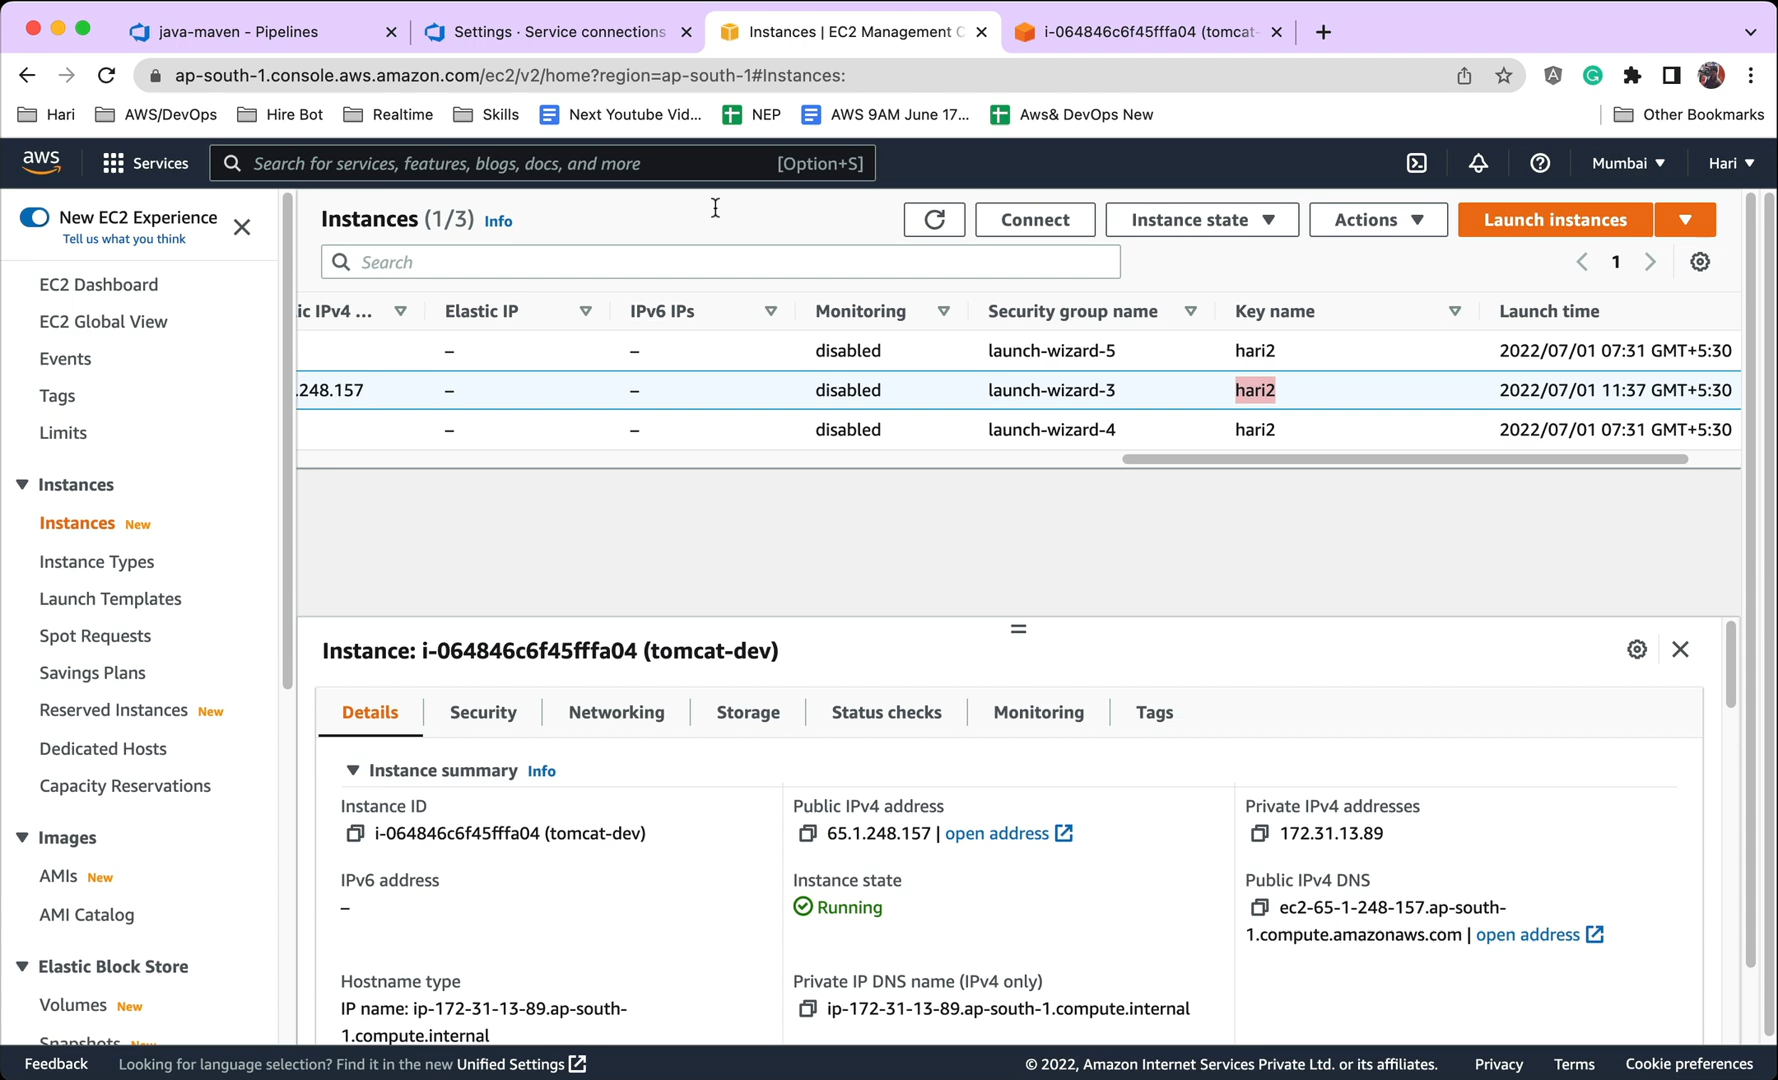 java-maven - Pipelines
Settings · Service connections
Instances | EC2 Management C
i-064846c6f45fffa04 (tomcat-
ap-south-1.console.aws.amazon.com/ec2/v2/home?region=ap-south-1#Instances:
Hari
AWS/DevOps
Hire Bot
Realtime
Skills
Next Youtube Vid...
NEP
AWS 9AM June 17...
Aws& DevOps New
Other Bookmarks
aws
Services
Search for services, features, blogs, docs, and more
[Option+S]
Mumbai
Hari
New EC2 Experience
Tell us what you think
EC2 Dashboard
EC2 Global View
Events
Tags
Limits
Instances
Instances New
Instance Types
Launch Templates
Spot Requests
Savings Plans
Reserved Instances New
Dedicated Hosts
Capacity Reservations
Images
AMIs New
AMI Catalog
Elastic Block Store
Volumes New
Snapshots New
Instances (1/3) Info
Connect
Instance state
Actions
Launch instances
Search
1
ic IPv4 ...
Elastic IP
IPv6 IPs
Monitoring
Security group name
Key name
Launch time
– – disabled launch-wizard-5 hari2 2022/07/01 07:31 GMT+5:30
.248.157 – – disabled launch-wizard-3 hari2 2022/07/01 11:37 GMT+5:30
– – disabled launch-wizard-4 hari2 2022/07/01 07:31 GMT+5:30
Instance: i-064846c6f45fffa04 (tomcat-dev)
Details
Security
Networking
Storage
Status checks
Monitoring
Tags
Instance summary Info
Instance ID
i-064846c6f45fffa04 (tomcat-dev)
Public IPv4 address
65.1.248.157 | open address
Private IPv4 addresses
172.31.13.89
IPv6 address
–
Instance state
Running
Public IPv4 DNS
ec2-65-1-248-157.ap-south-
1.compute.amazonaws.com | open address
Hostname type
IP name: ip-172-31-13-89.ap-south-
1.compute.internal
Private IP DNS name (IPv4 only)
ip-172-31-13-89.ap-south-1.compute.internal
Feedback
Looking for language selection? Find it in the new Unified Settings
© 2022, Amazon Internet Services Private Ltd. or its affiliates.
Privacy
Terms
Cookie preferences